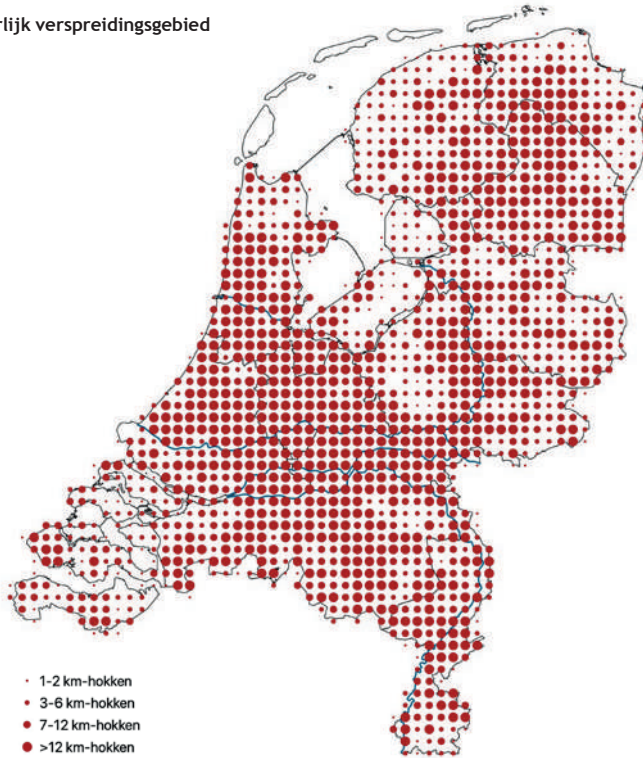 rlijk verspreidingsgebied
1-2 km-hokken
3-6 km-hokken
7-12 km-hokken
>12 km-hokken